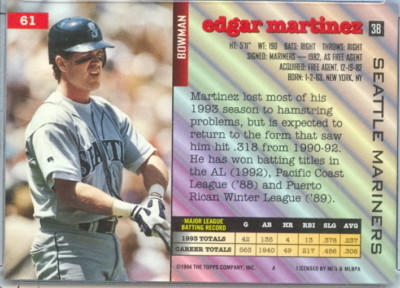 61
BOWMAN
edgar martinez
38
SEATTLE MARINERS
HT: 5'11" WT: 190 BATS: RIGHT THROWS: RIGHT
SIGNED: MARINERS — 1982, AS FREE AGENT
ACQUIRED: FREE AGENT, 12-19-82
BORN: 1-2-63, NEW YORK, NY
Martinez lost most of his
1993 season to hamstring
problems, but is expected to
return to the form that saw
him hit .318 from 1990-92.
He has won batting titles in
the AL (1992), Pacific Coast
League ('88) and Puerto
Rican Winter League ('89).
MAJOR LEAGUE BATTING RECORD G AB HR RBI SLG AVG
1993 TOTALS 42 135 4 13 .378 .237
CAREER TOTALS 563 1940 49 217 .456 .306
©1994 THE TOPPS COMPANY, INC. A LICENSED BY MLB & MLBPA
SEATTLE